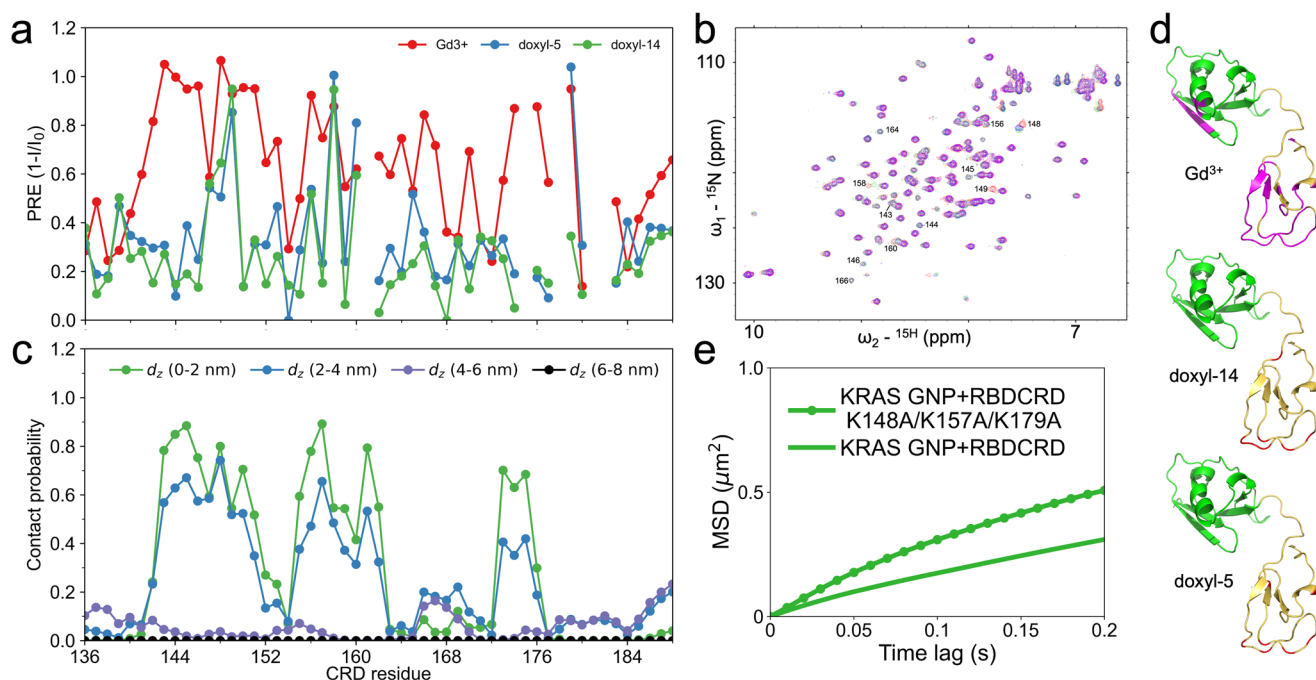 a
PRE (1-I/I₀)
1.2
1.0
0.8
0.6
0.4
0.2
0.0
Gd3+
doxyl-5
doxyl-14
b
ω₁ - ¹⁵N (ppm)
110
130
164
156
148
158
145
149
143
144
160
146
166
10
7
ω₂ - ¹⁵H (ppm)
c
Contact probability
1.2
1.0
0.8
0.6
0.4
0.2
0.0
d_z (0-2 nm)
d_z (2-4 nm)
d_z (4-6 nm)
d_z (6-8 nm)
136
144
152
160
168
176
184
CRD residue
e
MSD (μm²)
1.0
0.5
0
KRAS GNP+RBDCRD
K148A/K157A/K179A
KRAS GNP+RBDCRD
0
0.05
0.1
0.15
0.2
Time lag (s)
d
Gd³⁺
doxyl-14
doxyl-5